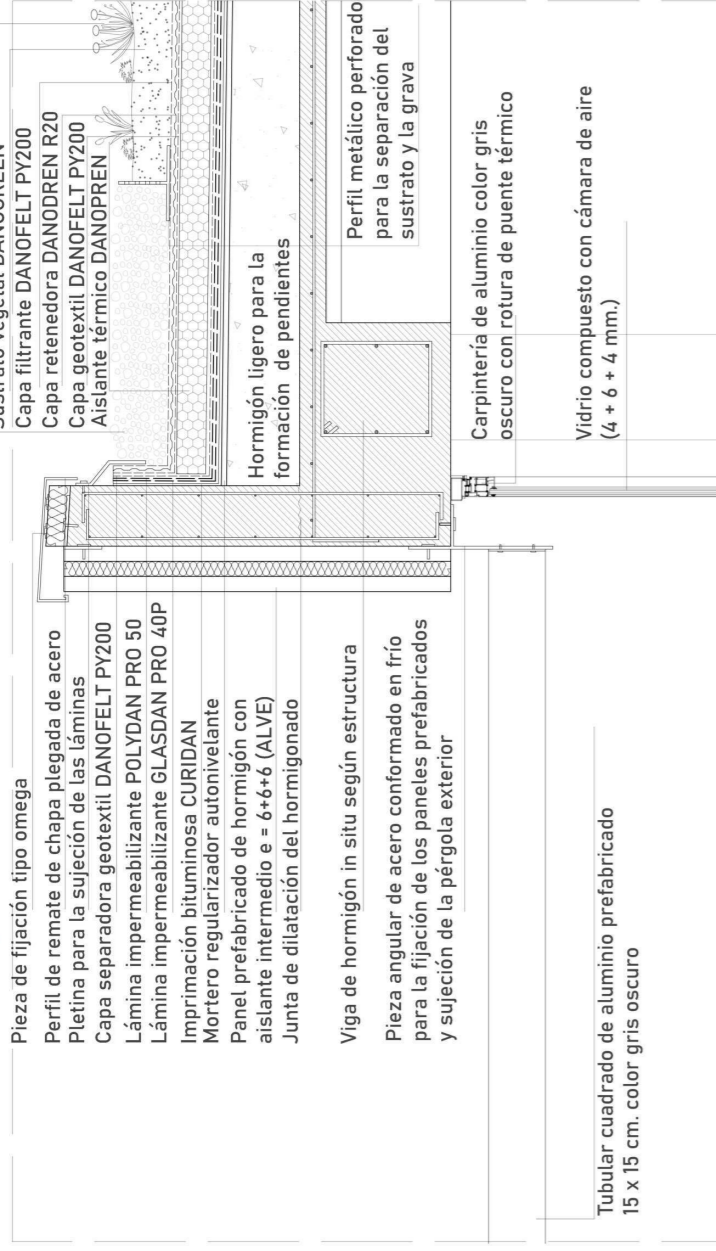 Capa filtrante DANOFELT PY200
Capa retenedora DANODREN R20
Capa geotextil DANOFELT PY200
Aislante térmico DANOPREN
Perfil metálico perforado
para la separación del
sustrato y la grava
Hormigón ligero para la
formación de pendientes
Carpintería de aluminio color gris
oscuro con rotura de puente térmico
Vidrio compuesto con cámara de aire
(4 + 6 + 4 mm.)
Pieza de fijación tipo omega
Perfil de remate de chapa plegada de acero
Pletina para la sujeción de las láminas
Capa separadora geotextil DANOFELT PY200
Lámina impermeabilizante POLYDAN PRO 50
Lámina impermeabilizante GLASDAN PRO 40P
Imprimación bituminosa CURIDAN
Mortero regularizador autonivelante
Panel prefabricado de hormigón con
aislante intermedio e = 6+6+6 (ALVE)
Junta de dilatación del hormigonado
Viga de hormigón in situ según estructura
Pieza angular de acero conformado en frío
para la fijación de los paneles prefabricados
y sujeción de la pérgola exterior
Tubular cuadrado de aluminio prefabricado
15 x 15 cm. color gris oscuro